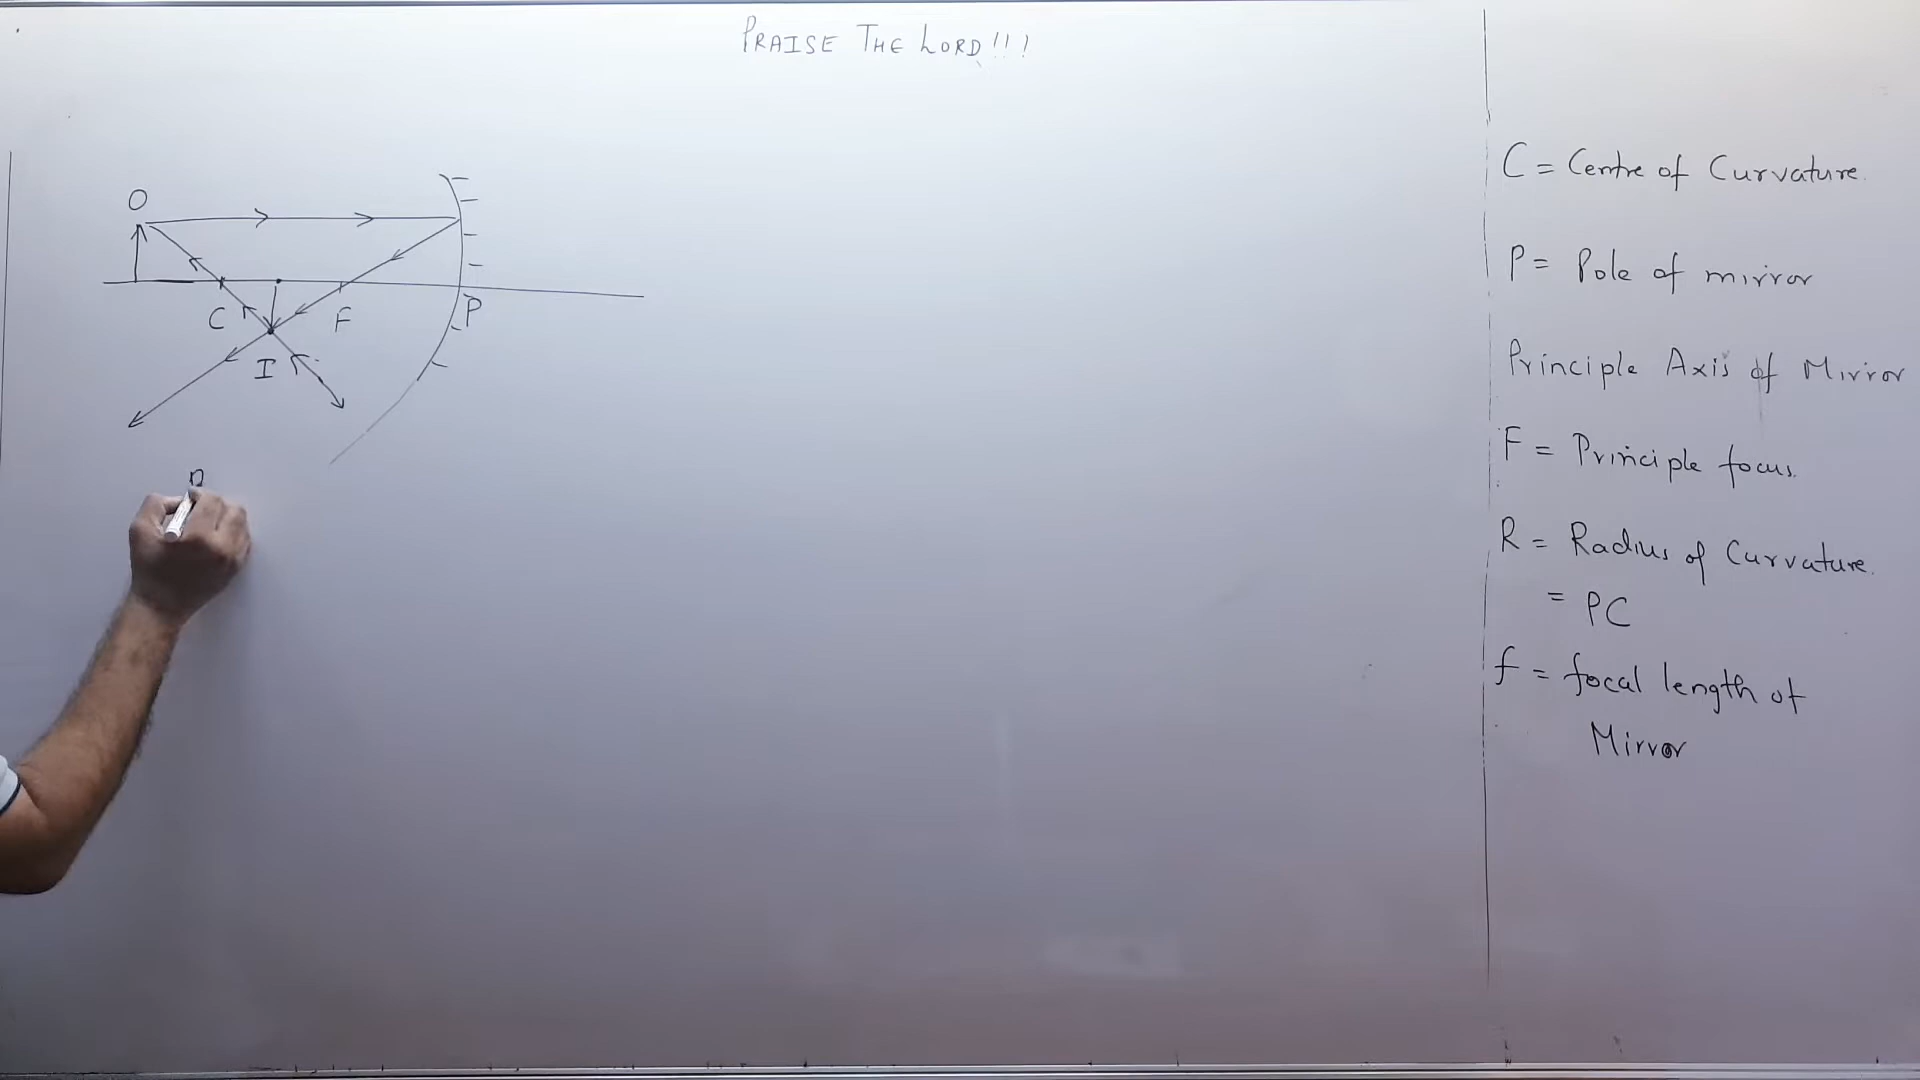 PRAISE THE LORD!!!
O
C
F
P
I
C = Centre of Curvature.
P = Pole of mirror
Principle Axis of Mirror
F = Principle focus.
R = Radius of Curvature.
= PC
f = focal length of
Mirror